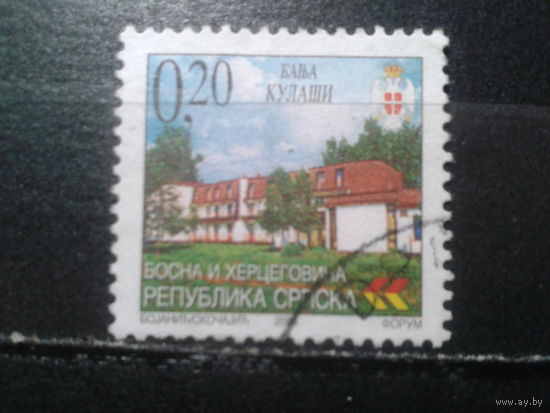 0,20
БАЊА
КУЛАШИ
БОСНА И ХЕРЦЕГОВИНА
РЕПУБЛИКА СРПСКА
ФОРУМ
www.ay.by